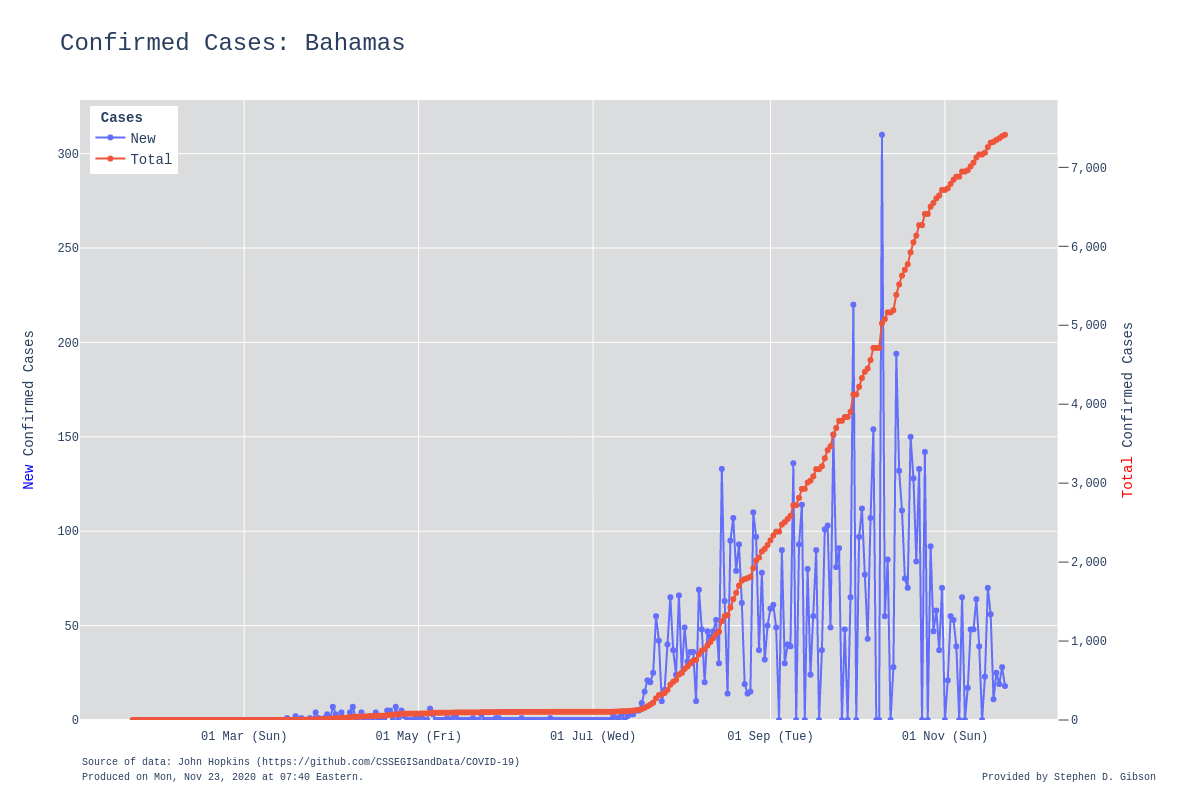 Confirmed Cases: Bahamas
Cases
New
Total
300
250
200
150
100
50
0
7,000
6,000
5,000
4,000
3,000
2,000
1,000
0
New Confirmed Cases
Total Confirmed Cases
01 Mar (Sun)
01 May (Fri)
01 Jul (Wed)
01 Sep (Tue)
01 Nov (Sun)
Source of data: John Hopkins (https://github.com/CSSEGISandData/COVID-19)
Produced on Mon, Nov 23, 2020 at 07:40 Eastern.
Provided by Stephen D. Gibson